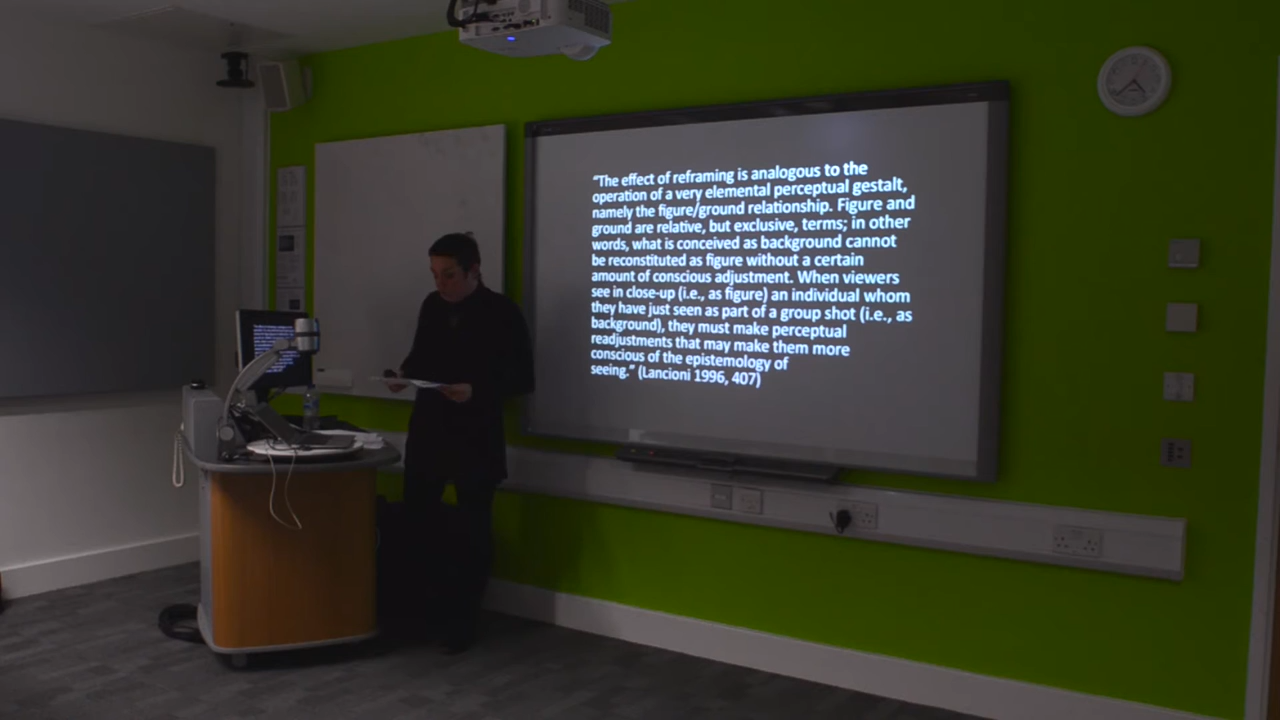 “The effect of reframing is analogous to the
operation of a very elemental perceptual gestalt,
namely the figure/ground relationship. Figure and
ground are relative, but exclusive, terms; in other
words, what is conceived as background cannot
be reconstituted as figure without a certain
amount of conscious adjustment. When viewers
see in close-up (i.e., as figure) an individual whom
they have just seen as part of a group shot (i.e., as
background), they must make perceptual
readjustments that may make them more
conscious of the epistemology of
seeing.” (Lancioni 1996, 407)